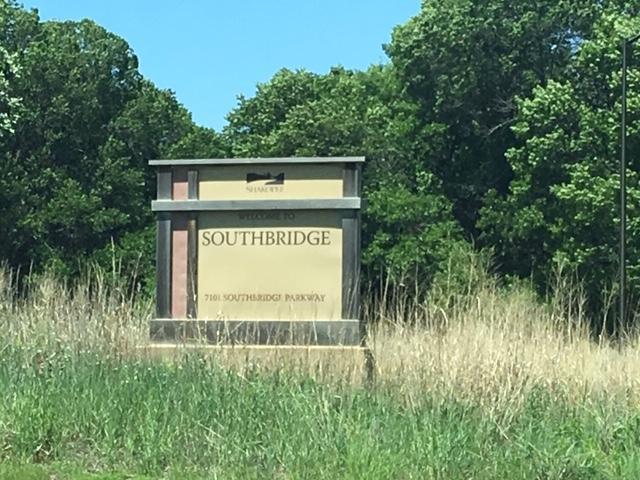 SHAKOPEE
WELCOME TO
SOUTHBRIDGE
7101 SOUTHBRIDGE PARKWAY